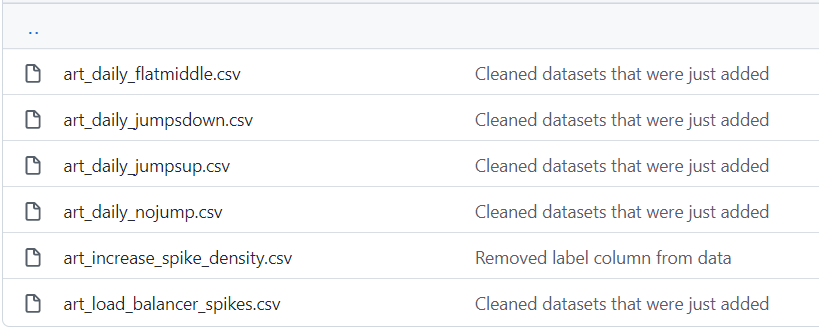 ..
art_daily_flatmiddle.csv Cleaned datasets that were just added
art_daily_jumpsdown.csv Cleaned datasets that were just added
art_daily_jumpsup.csv Cleaned datasets that were just added
art_daily_nojump.csv Cleaned datasets that were just added
art_increase_spike_density.csv Removed label column from data
art_load_balancer_spikes.csv Cleaned datasets that were just added